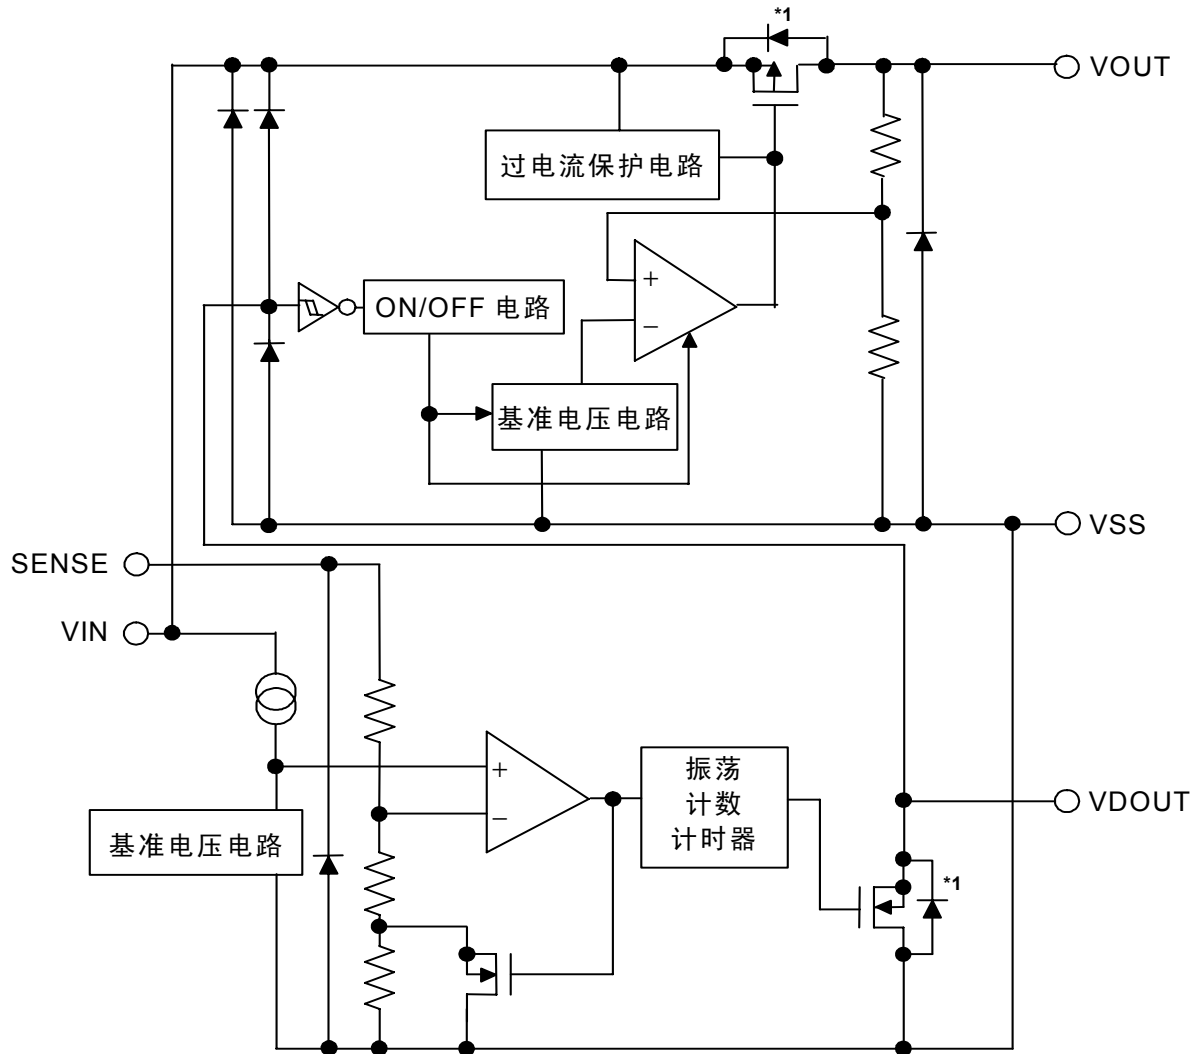 *1
VOUT
过电流保护电路
+
ON/OFF 电路
−
基准电压电路
VSS
SENSE
VIN
振荡
计数
计时器
+
−
VDOUT
基准电压电路
*1